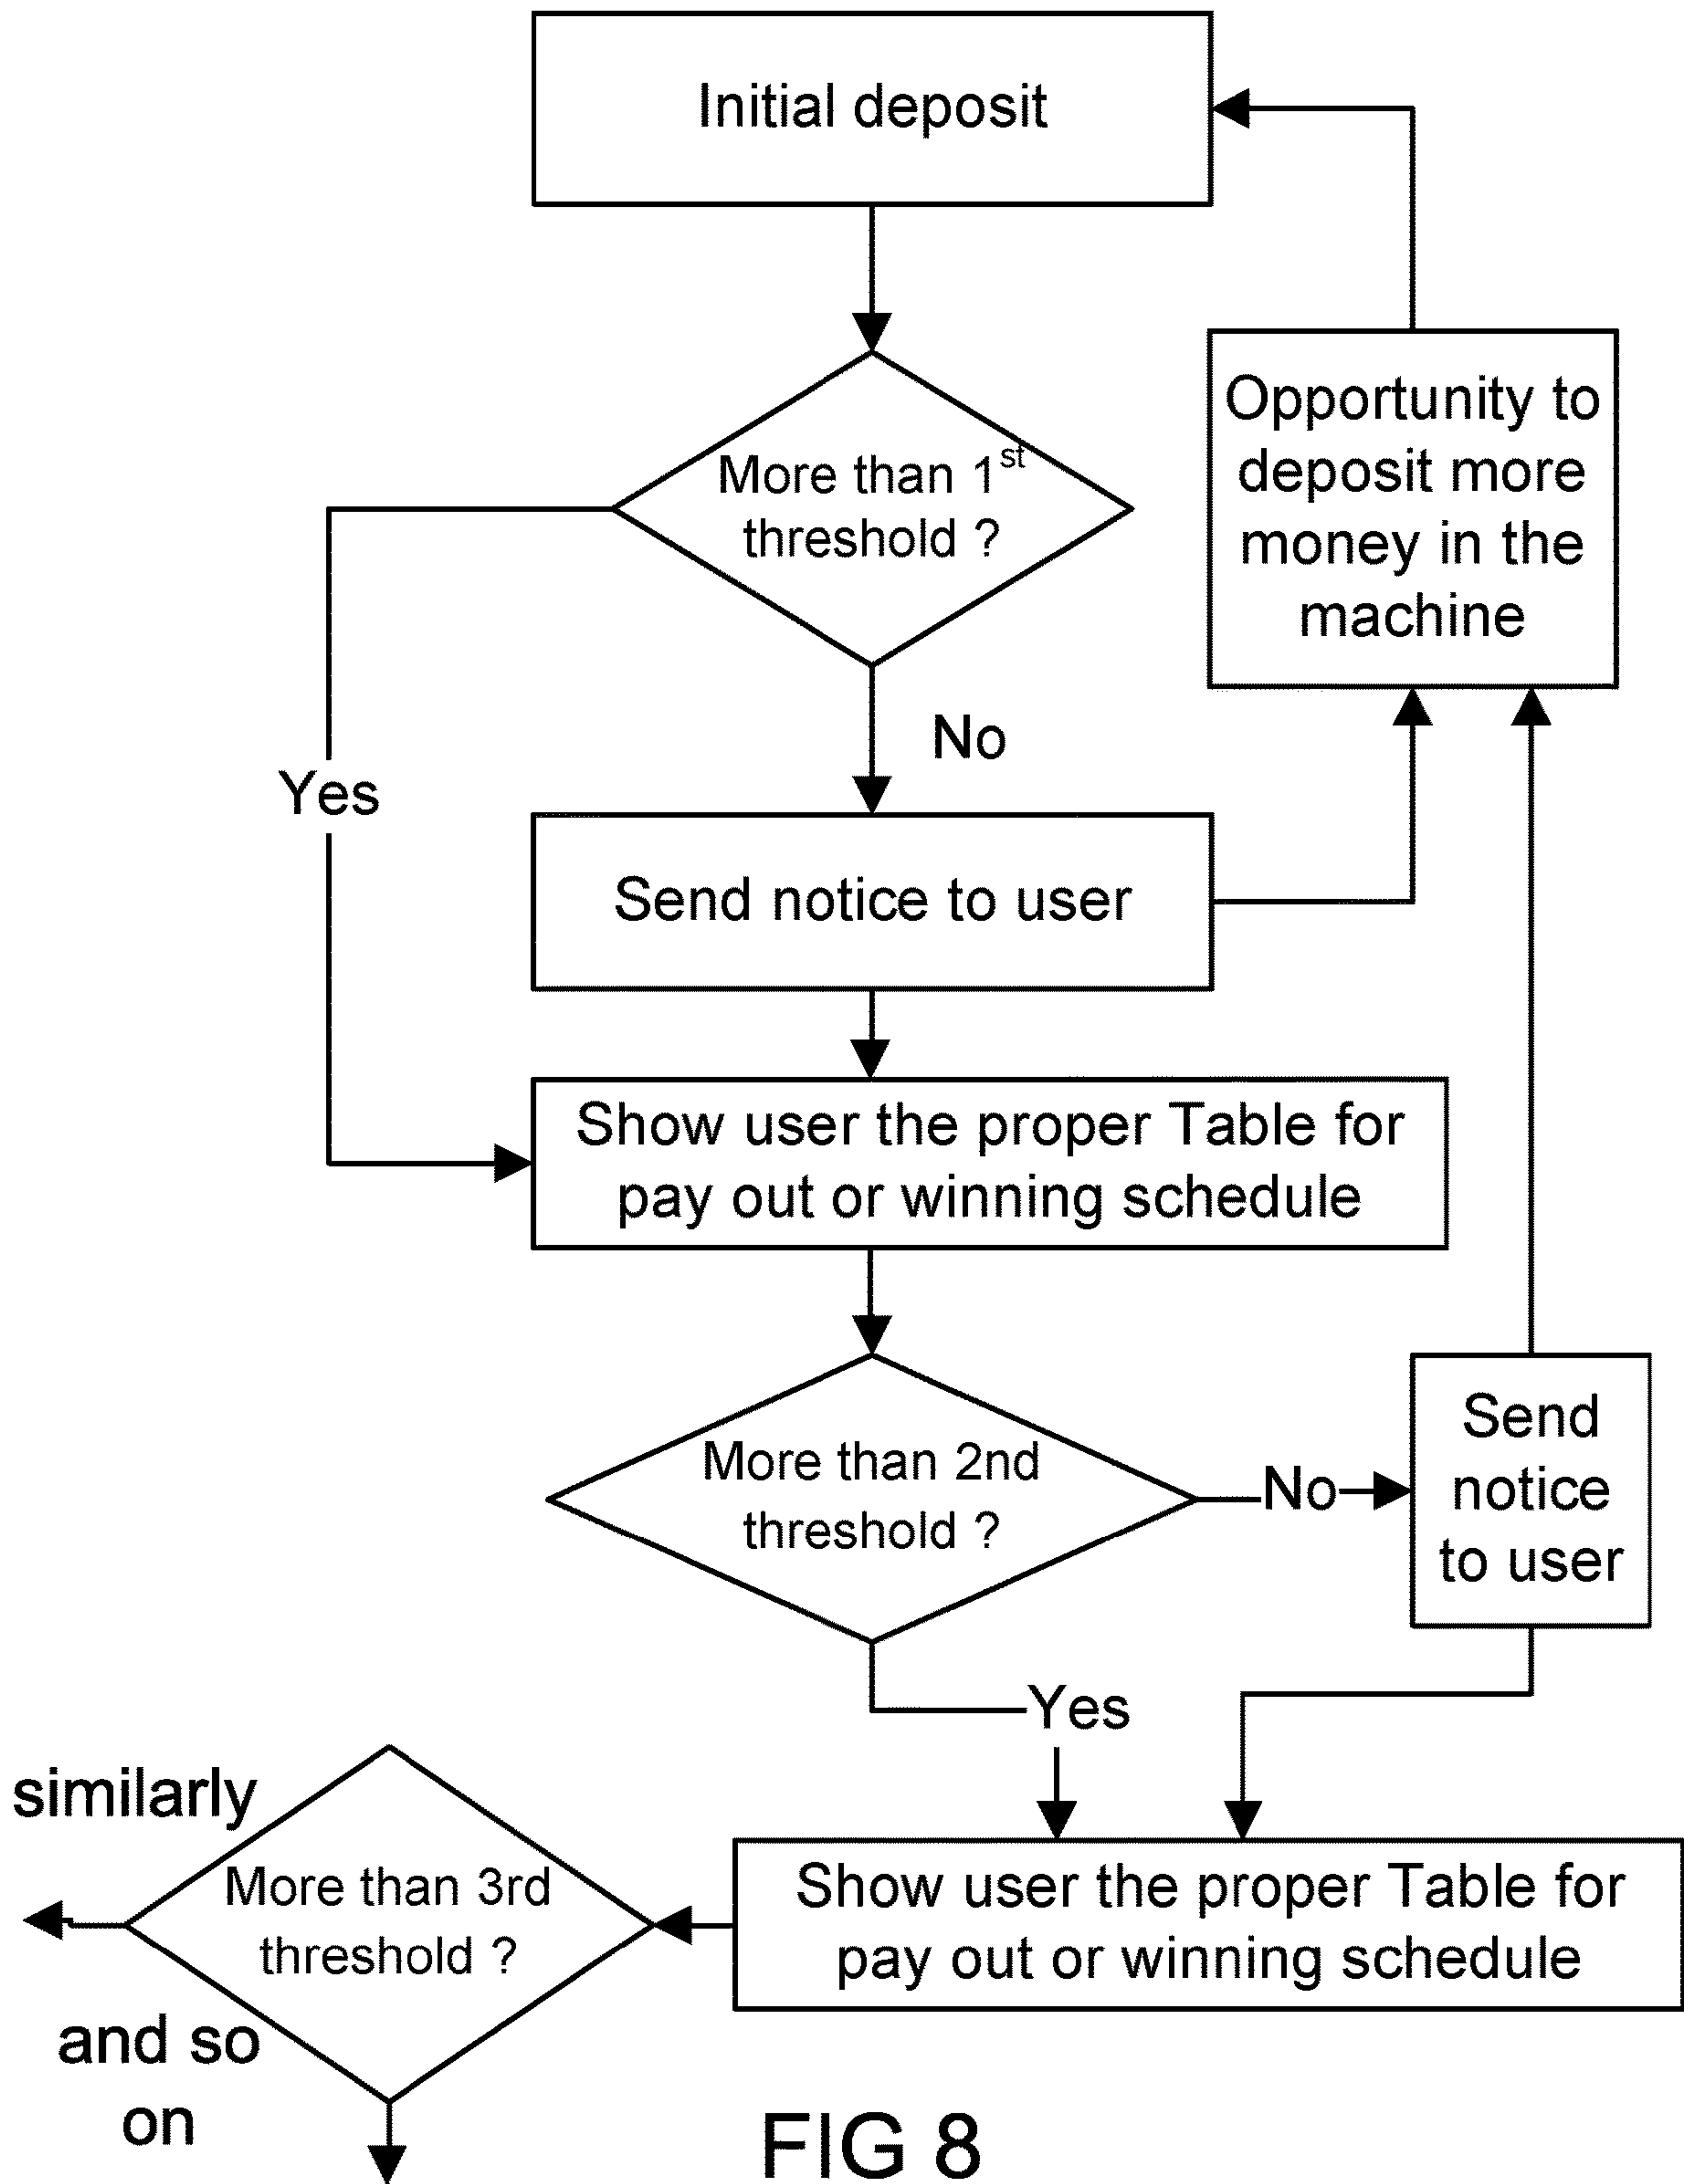 Initial deposit
Opportunity to
deposit more
money in the
machine
More than 1st
threshold ?
No
Yes
Send notice to user
Show user the proper Table for
pay out or winning schedule
More than 2nd
threshold ?
No
Send
notice
to user
Yes
similarly
More than 3rd
threshold ?
Show user the proper Table for
pay out or winning schedule
and so
on
FIG 8